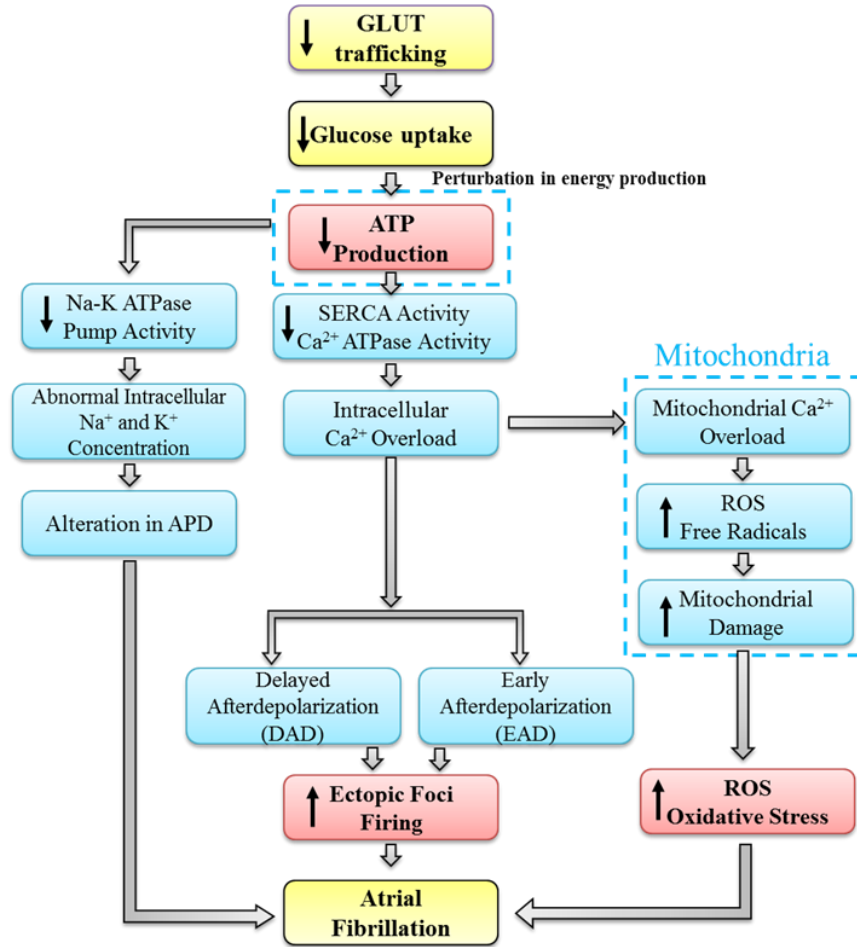 GLUT
trafficking
Glucose uptake
Perturbation in energy production
ATP
Production
Na-K ATPase
Pump Activity
SERCA Activity
Ca²⁺ ATPase Activity
Mitochondria
Abnormal Intracellular
Na⁺ and K⁺
Concentration
Intracellular
Ca²⁺ Overload
Mitochondrial Ca²⁺
Overload
Alteration in APD
ROS
Free Radicals
Mitochondrial
Damage
Delayed
Afterdepolarization
(DAD)
Early
Afterdepolarization
(EAD)
Ectopic Foci
Firing
ROS
Oxidative Stress
Atrial
Fibrillation